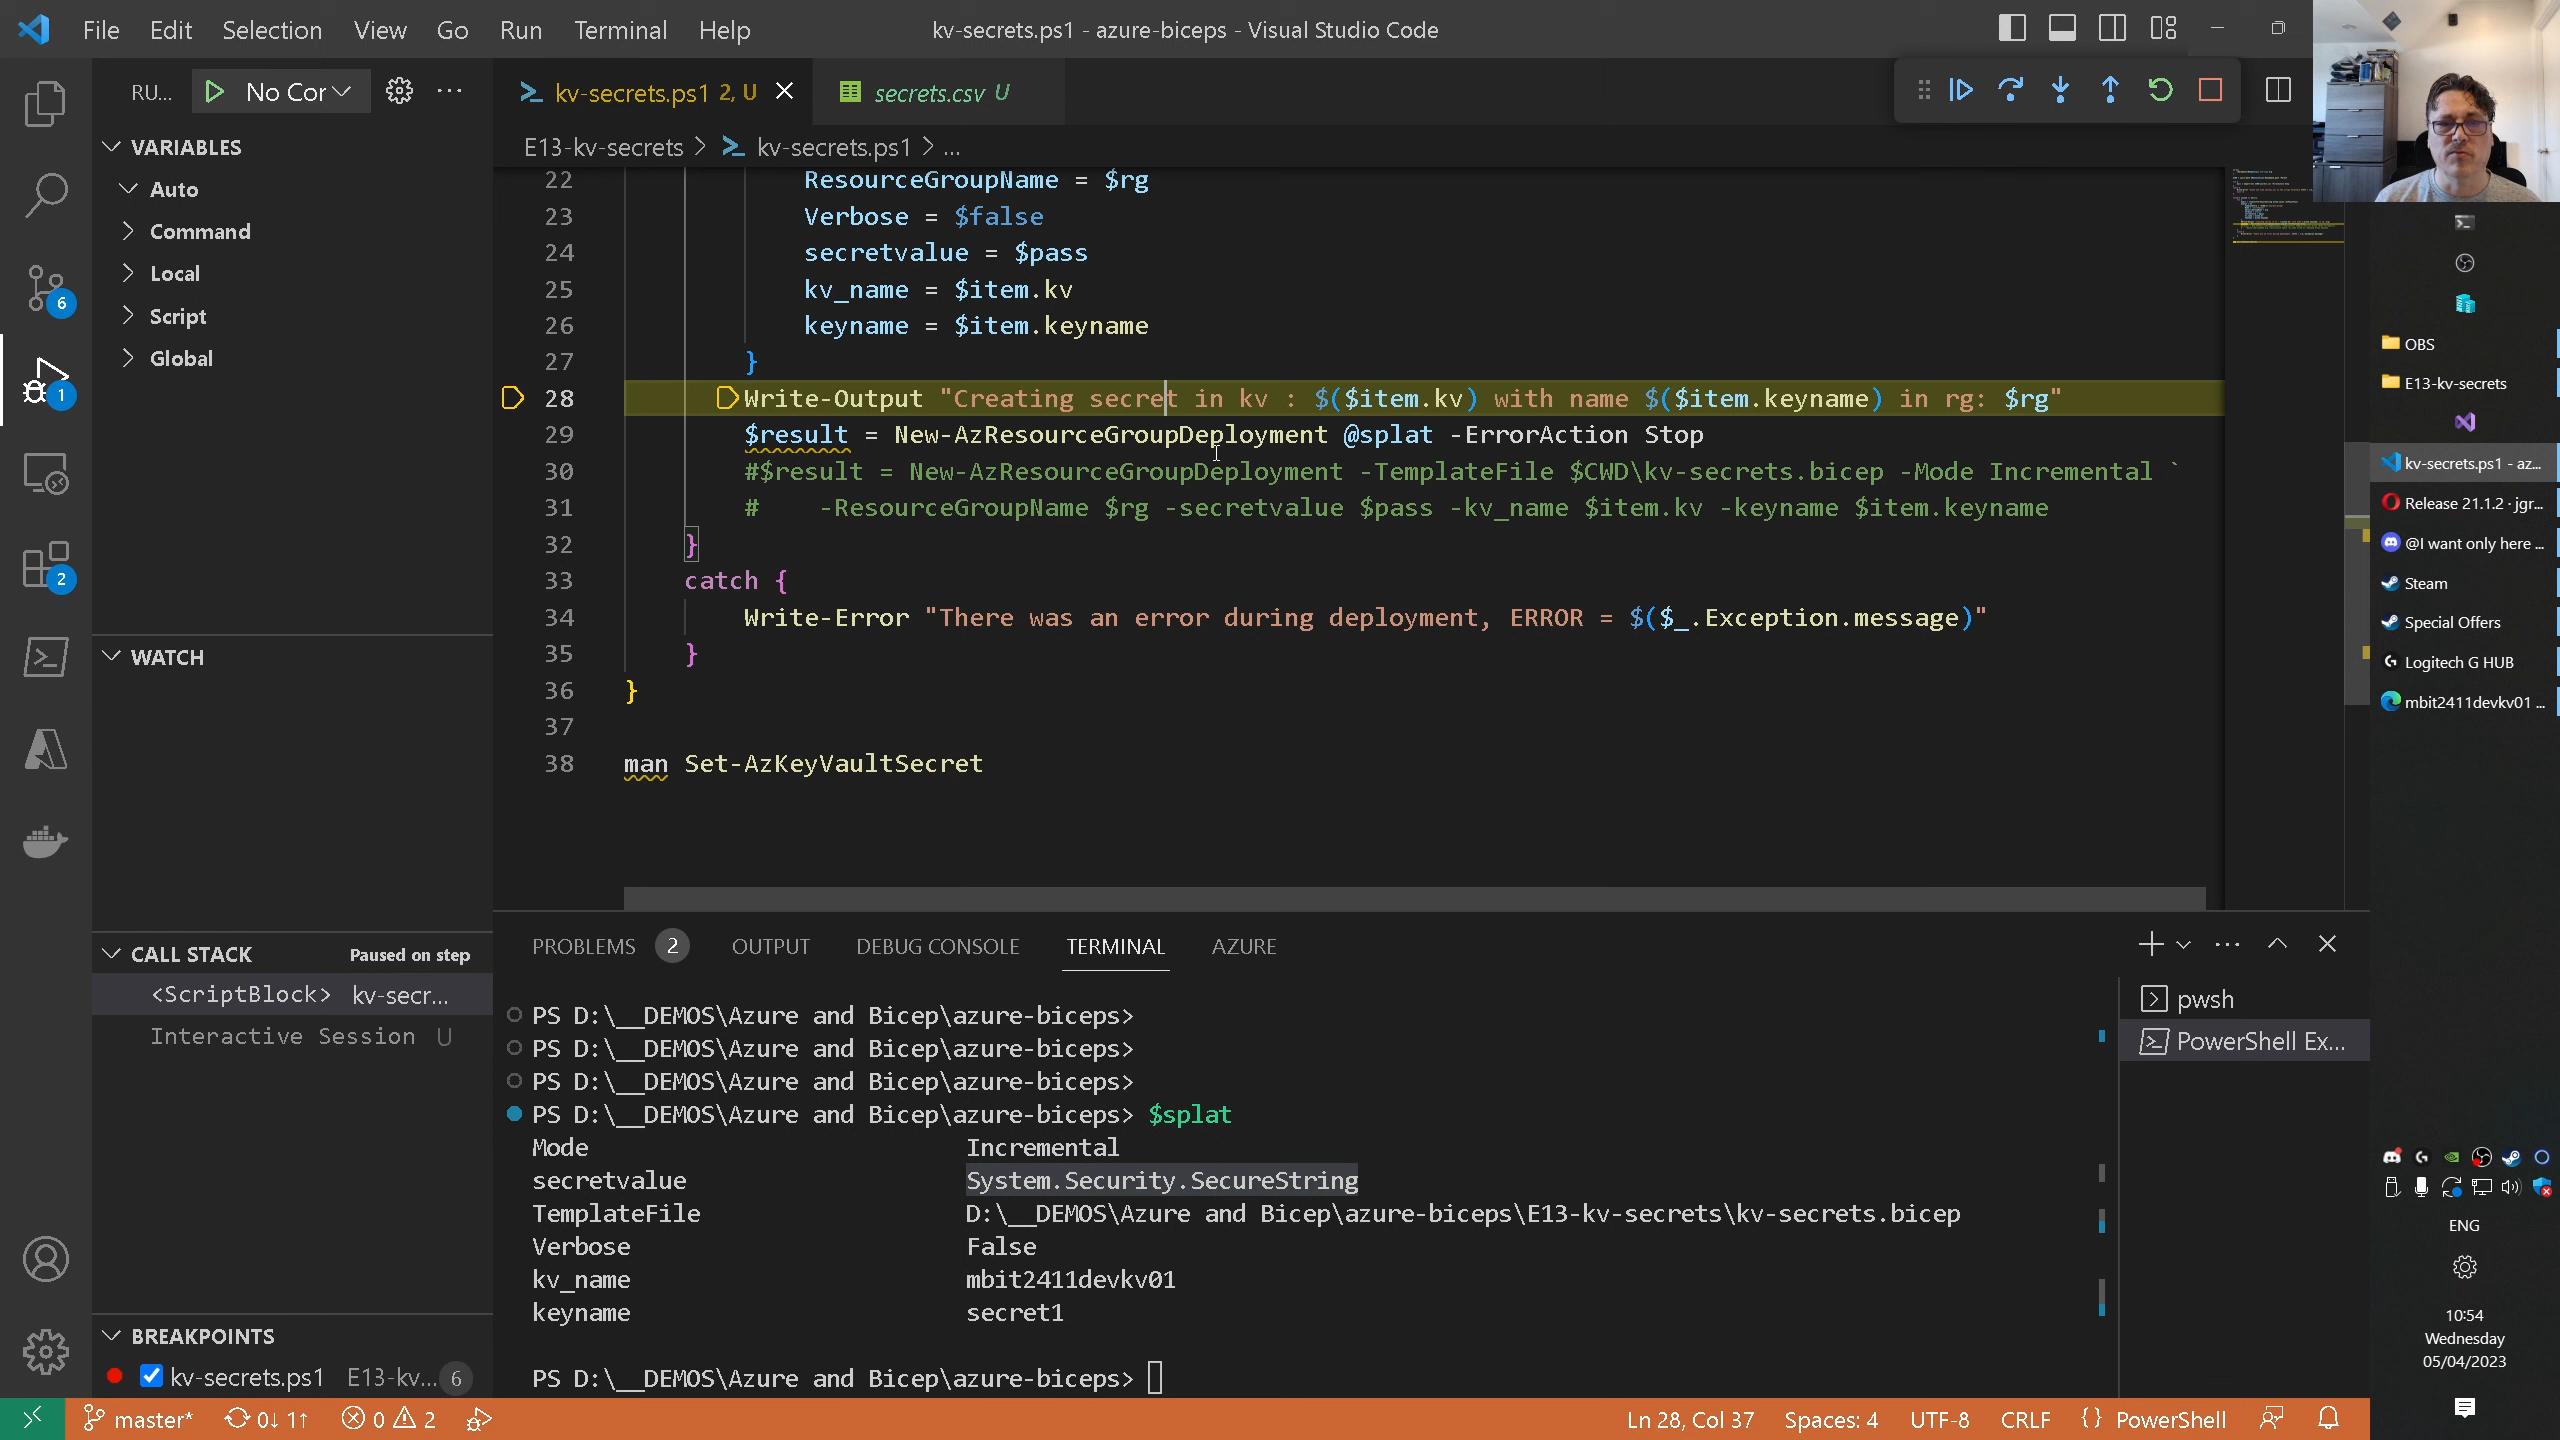 File Edit Selection View Go Run Terminal Help
kv-secrets.ps1 - azure-biceps - Visual Studio Code
RU... No Cor
kv-secrets.ps1 2, U
secrets.csv U
E13-kv-secrets > kv-secrets.ps1 > ...
VARIABLES
Auto
Command
Local
Script
Global
WATCH
CALL STACK Paused on step
<ScriptBlock> kv-secr...
Interactive Session U
BREAKPOINTS
kv-secrets.ps1 E13-kv... 6
6
1
2
22 ResourceGroupName = $rg
23 Verbose = $false
24 secretvalue = $pass
25 kv_name = $item.kv
26 keyname = $item.keyname
27 }
28 Write-Output "Creating secret in kv : $($item.kv) with name $($item.keyname) in rg: $rg"
29 $result = New-AzResourceGroupDeployment @splat -ErrorAction Stop
30 #$result = New-AzResourceGroupDeployment -TemplateFile $CWD\kv-secrets.bicep -Mode Incremental `
31 # -ResourceGroupName $rg -secretvalue $pass -kv_name $item.kv -keyname $item.keyname
32 }
33 catch {
34 Write-Error "There was an error during deployment, ERROR = $($_.Exception.message)"
35 }
36 }
37
38 man Set-AzKeyVaultSecret
PROBLEMS 2 OUTPUT DEBUG CONSOLE TERMINAL AZURE
PS D:\__DEMOS\Azure and Bicep\azure-biceps>
PS D:\__DEMOS\Azure and Bicep\azure-biceps>
PS D:\__DEMOS\Azure and Bicep\azure-biceps>
PS D:\__DEMOS\Azure and Bicep\azure-biceps> $splat
Mode Incremental
secretvalue System.Security.SecureString
TemplateFile D:\__DEMOS\Azure and Bicep\azure-biceps\E13-kv-secrets\kv-secrets.bicep
Verbose False
kv_name mbit2411devkv01
keyname secret1
PS D:\__DEMOS\Azure and Bicep\azure-biceps>
pwsh
PowerShell Ex...
master* 0↓ 1↑ 0 2
Ln 28, Col 37 Spaces: 4 UTF-8 CRLF {} PowerShell
OBS
E13-kv-secrets
kv-secrets.ps1 - az...
Release 21.1.2 · jgr...
@I want only here ...
Steam
Special Offers
Logitech G HUB
mbit2411devkv01 ...
ENG
10:54
Wednesday
05/04/2023